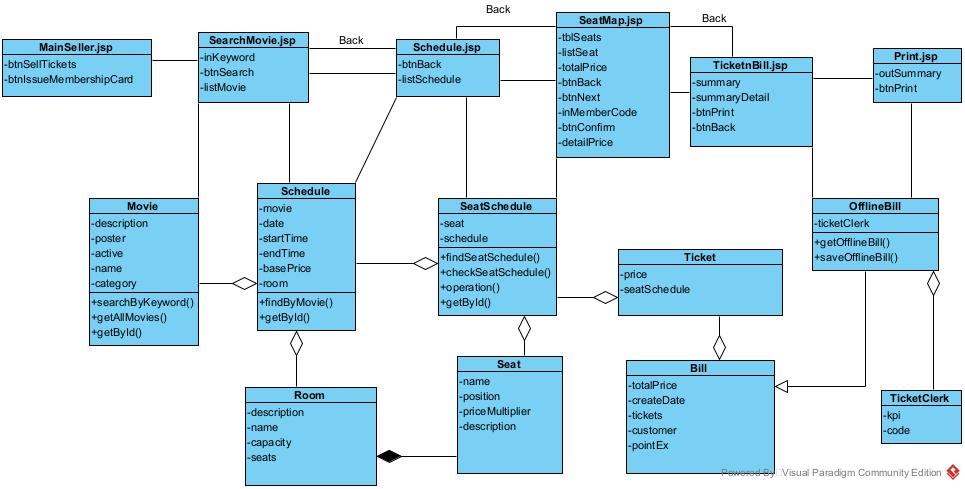 Back
MainSeller.jsp
-btnSellTickets
-btnIssueMembershipCard
SearchMovie.jsp
-inKeyword
-btnSearch
-listMovie
Back
Schedule.jsp
-btnBack
-listSchedule
SeatMap.jsp
-tblSeats
-listSeat
-totalPrice
-btnBack
-btnNext
-inMemberCode
-btnConfirm
-detailPrice
Back
TicketnBill.jsp
-summary
-summaryDetail
-btnPrint
-btnBack
Print.jsp
-outSummary
-btnPrint
Movie
-description
-poster
-active
-name
-category
+searchByKeyword()
+getAllMovies()
+getById()
Schedule
-movie
-date
-startTime
-endTime
-basePrice
-room
+findByMovie()
+getById()
SeatSchedule
-seat
-schedule
+findSeatSchedule()
+checkSeatSchedule()
+operation()
+getById()
Ticket
-price
-seatSchedule
OfflineBill
-ticketClerk
+getOfflineBill()
+saveOfflineBill()
Room
-description
-name
-capacity
-seats
Seat
-name
-position
-priceMultiplier
-description
Bill
-totalPrice
-createDate
-tickets
-customer
-pointEx
TicketClerk
-kpi
-code
Powered By Visual Paradigm Community Edition